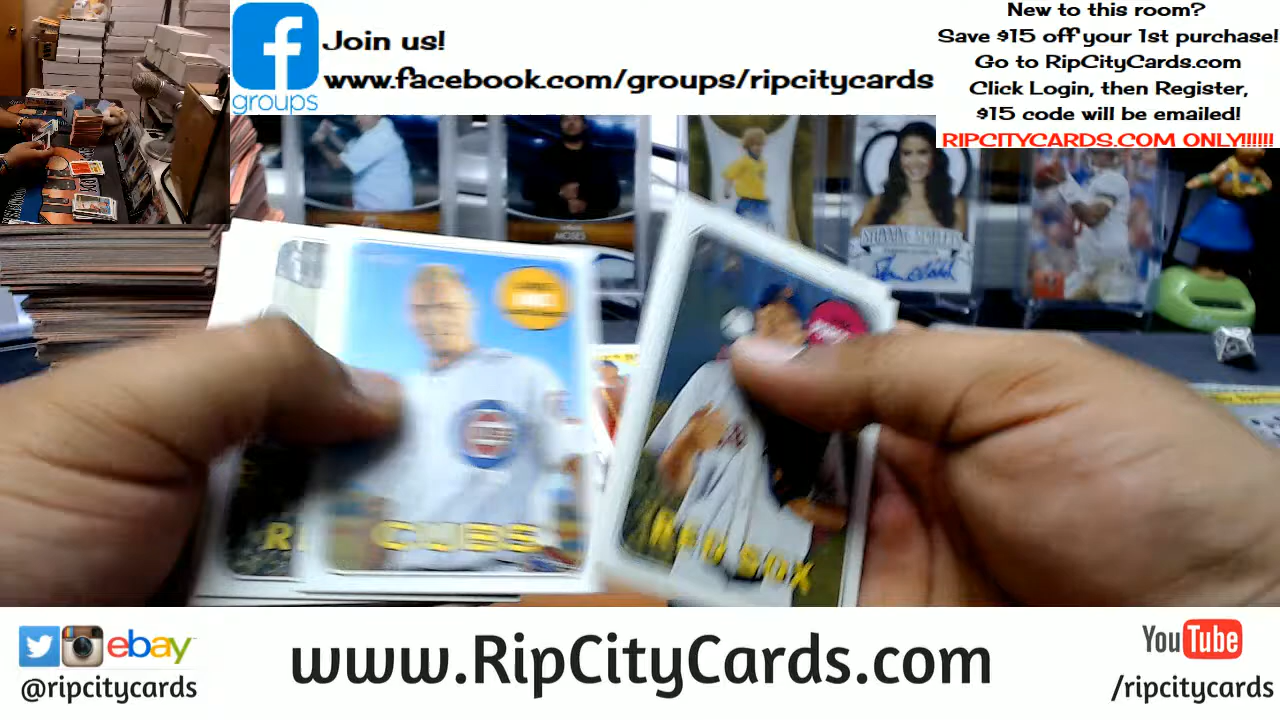 groups
Join us!
www.facebook.com/groups/ripcitycards
New to this room?
Save $15 off your 1st purchase!
Go to RipCityCards.com
Click Login, then Register,
$15 code will be emailed!
RIPCITYCARDS.COM ONLY!!!!!!
MOSES
CUBS
RED SOX
ebay
@ripcitycards
www.RipCityCards.com
YouTube
/ripcitycards